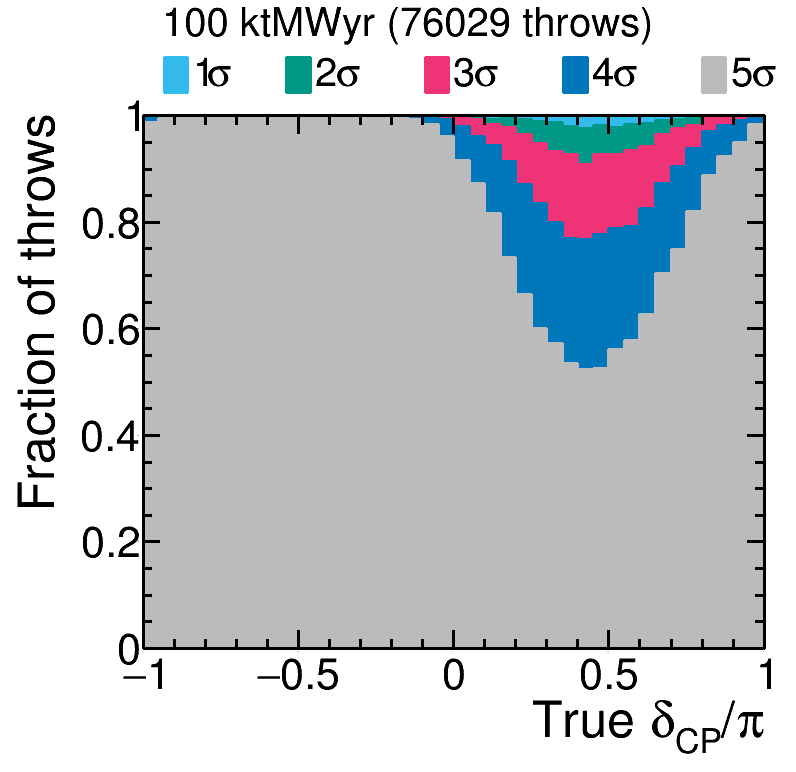 100 ktMWyr (76029 throws)
1σ 2σ 3σ 4σ 5σ
Fraction of throws
1
0.8
0.6
0.4
0.2
0
−1 −0.5 0 0.5 1
True δCP/π